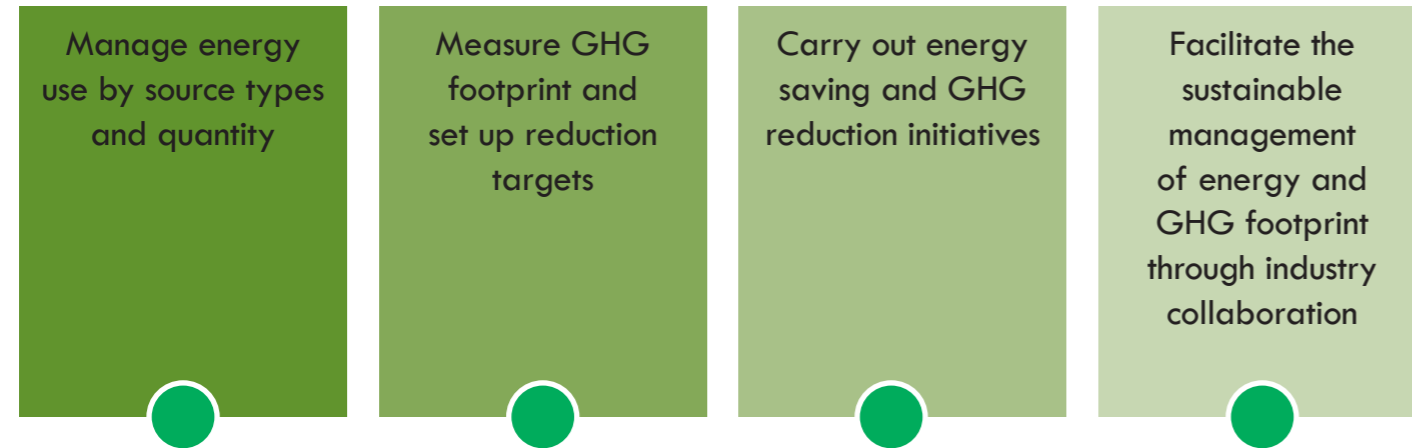 Manage energy
use by source types
and quantity
Measure GHG
footprint and
set up reduction
targets
Carry out energy
saving and GHG
reduction initiatives
Facilitate the
sustainable
management
of energy and
GHG footprint
through industry
collaboration